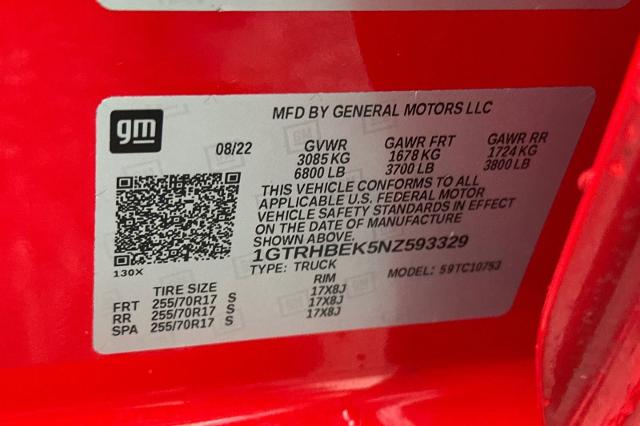 gm
MFD BY GENERAL MOTORS LLC
08/22 GVWR GAWR FRT GAWR RR
3085 KG 1678 KG 1724 KG
6800 LB 3700 LB 3800 LB
THIS VEHICLE CONFORMS TO ALL
APPLICABLE U.S. FEDERAL MOTOR
VEHICLE SAFETY STANDARDS IN EFFECT
ON THE DATE OF MANUFACTURE
SHOWN ABOVE.
1GTRHBEK5NZ593329
130X
TYPE: TRUCK MODEL: 59TC10753
TIRE SIZE RIM
FRT 255/70R17 S 17X8J
RR 255/70R17 S 17X8J
SPA 255/70R17 S 17X8J